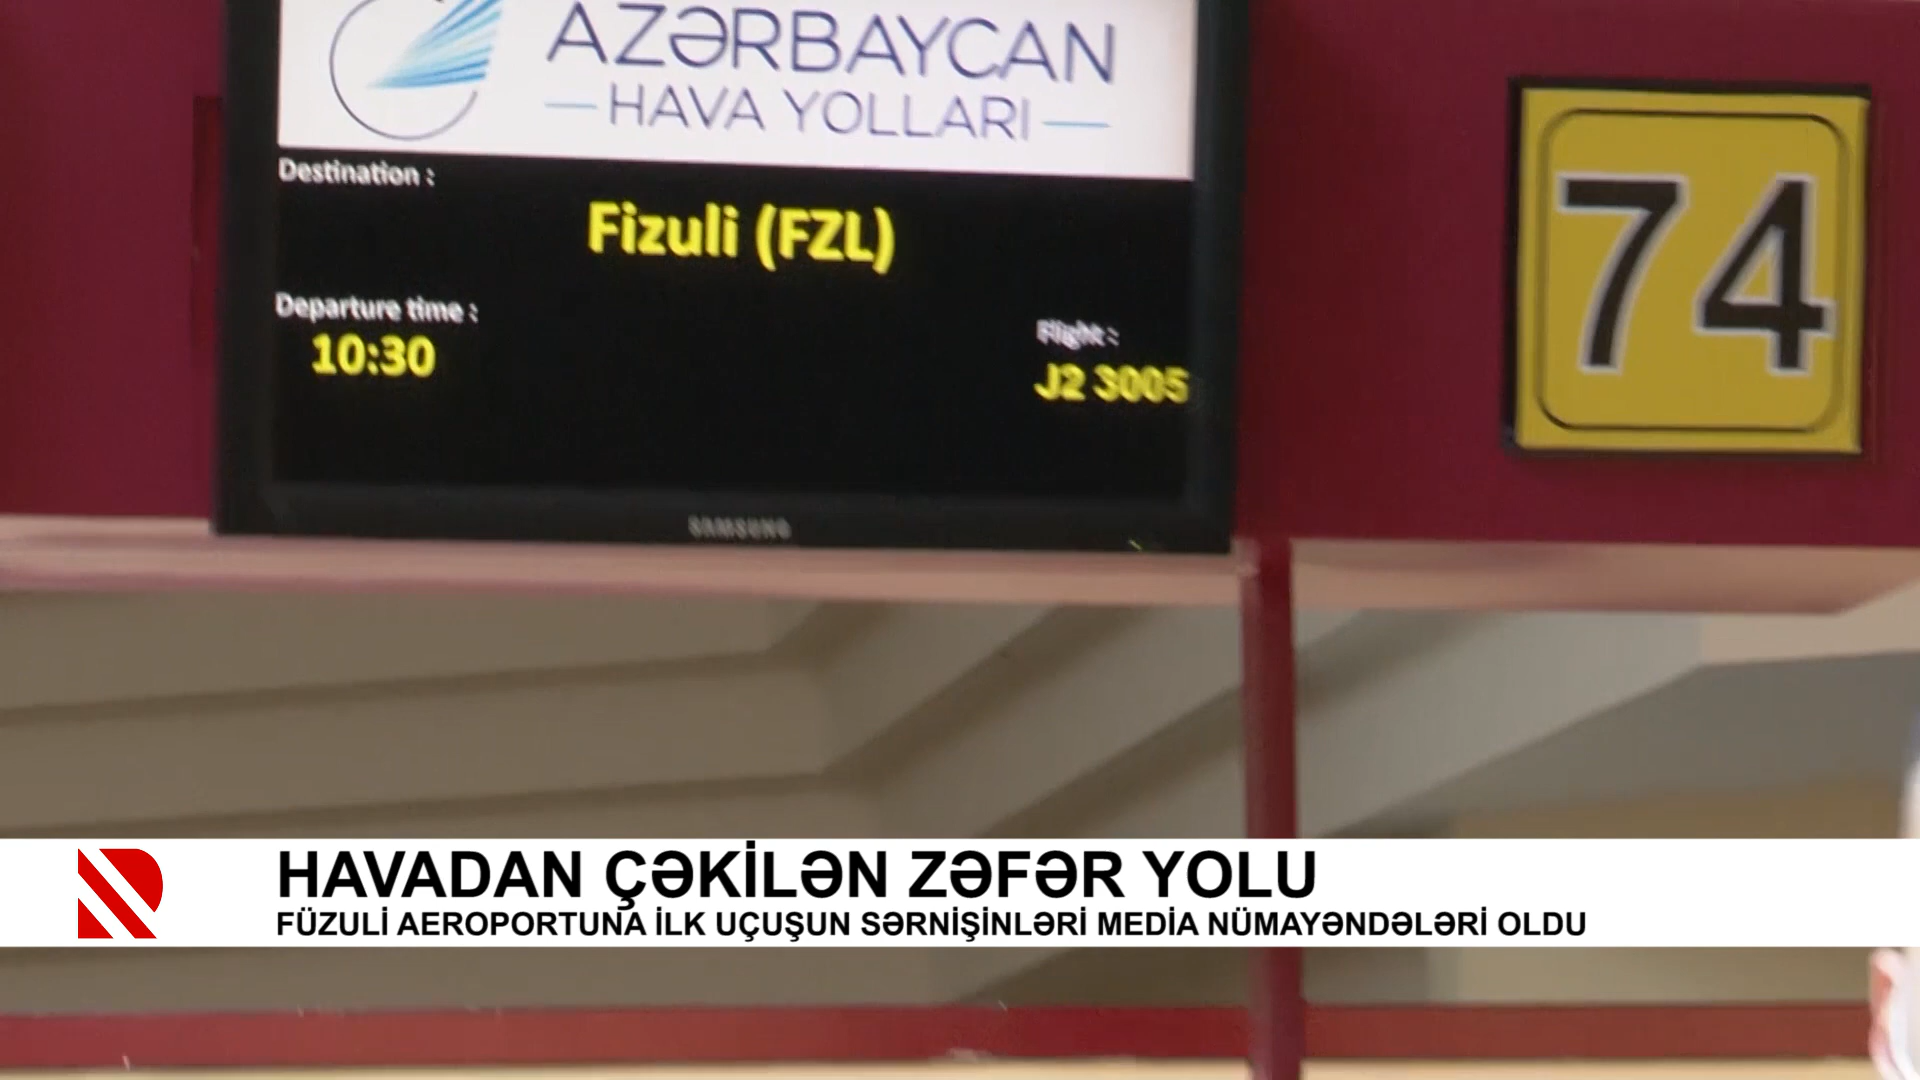 AZƏRBAYCAN
HAVA YOLLARI
Destination :
Fizuli (FZL)
Departure time :
10:30
Flight :
J2 3005
SAMSUNG
74
HAVADAN ÇƏKİLƏN ZƏFƏR YOLU
FÜZULİ AEROPORTUNA İLK UÇUŞUN SƏRNİŞİNLƏRİ MEDİA NÜMAYƏNDƏLƏRİ OLDU